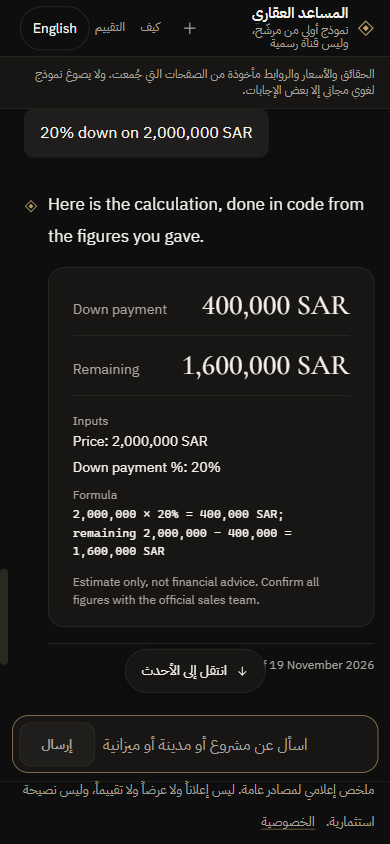 المساعد العقاري
نموذج أولي من مرشّح،
وليس قناة رسمية
كيف
التقييم
English
الحقائق والأسعار والروابط مأخوذة من الصفحات التي جُمعت. ولا يصوغ نموذج
لغوي مجاني إلا بعض الإجابات.
20% down on 2,000,000 SAR
Here is the calculation, done in code from
the figures you gave.
Down payment 400,000 SAR
Remaining 1,600,000 SAR
Inputs
Price: 2,000,000 SAR
Down payment %: 20%
Formula
2,000,000 × 20% = 400,000 SAR;
remaining 2,000,000 − 400,000 =
1,600,000 SAR
Estimate only, not financial advice. Confirm all
figures with the official sales team.
19 November 2026
انتقل إلى الأحدث ↓
اسأل عن مشروع أو مدينة أو ميزانية
إرسال
ملخص إعلامي لمصادر عامة. ليس إعلاناً ولا عرضاً ولا تقييماً، وليس نصيحة
استثمارية. الخصوصية